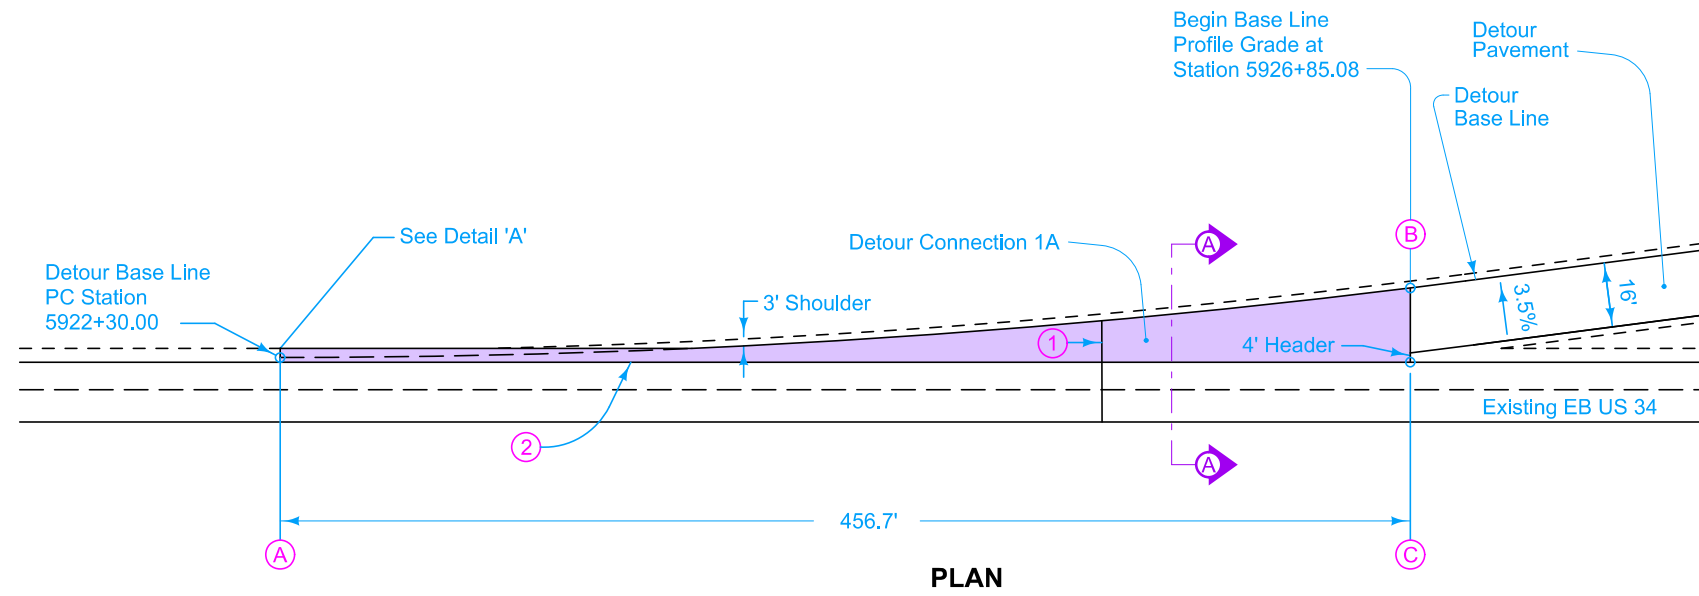 Begin Base Line
Profile Grade at
Station 5926+85.08
Detour
Pavement
Detour
Base Line
See Detail 'A'
Detour Connection 1A
A
B
Detour Base Line
PC Station
5922+30.00
3' Shoulder
1
4' Header
3.5%
16'
Existing EB US 34
2
A
456.7'
A
C
PLAN